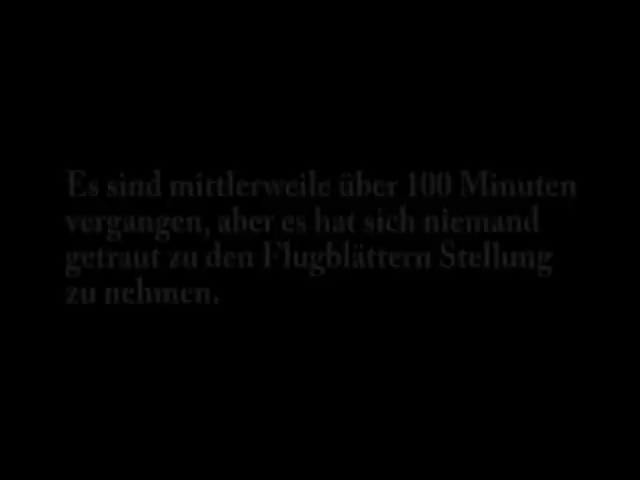 Es sind mittlerweile über 100 Minuten
vergangen, aber es hat sich niemand
getraut zu den Flugblättern Stellung
zu nehmen.